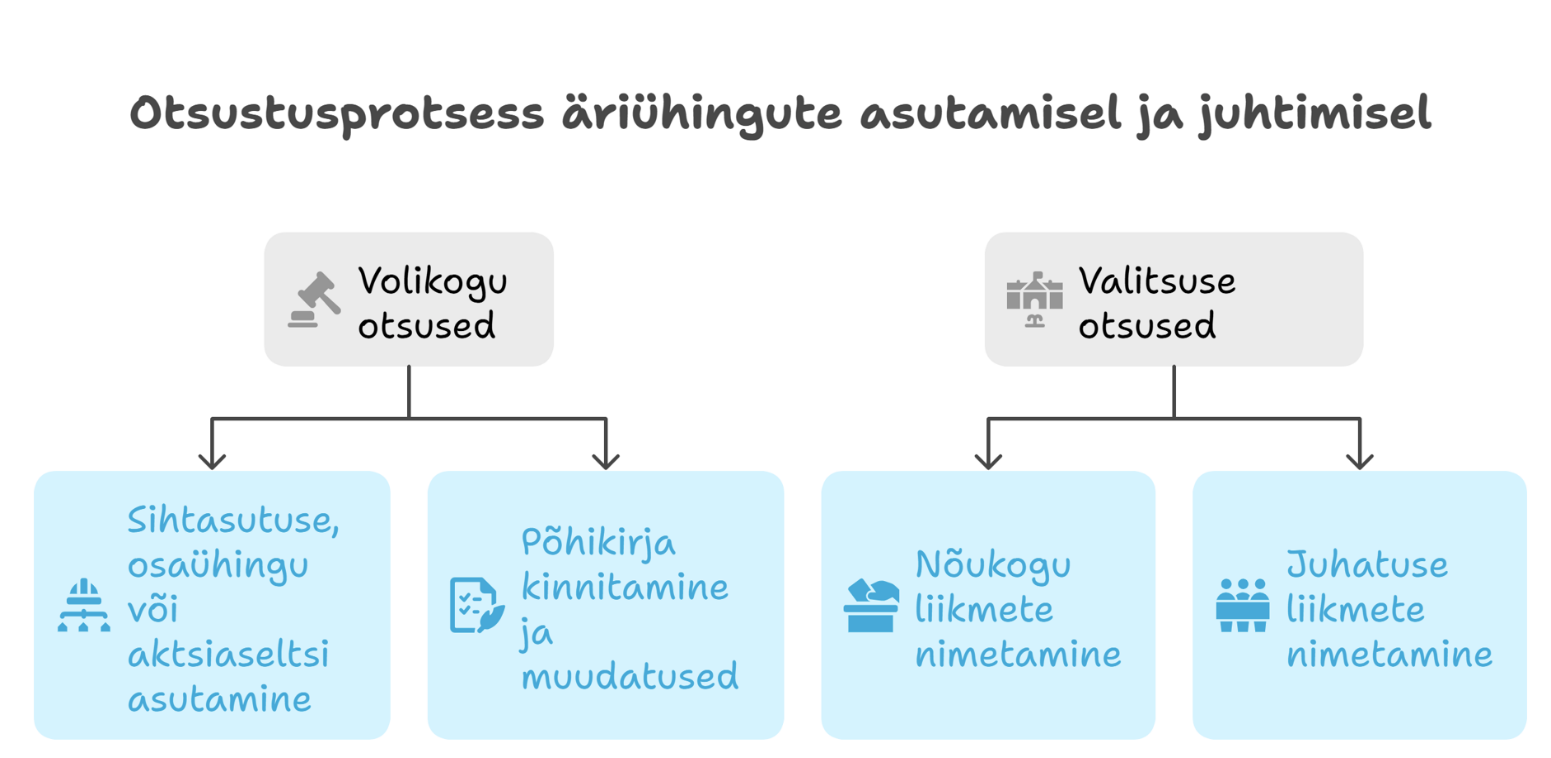 Otsustusprotsess äriühingute asutamisel ja juhtimisel
Volikogu
otsused
Valitsuse
otsused
Sihtasutuse,
osaühingu
või
aktsiaseltsi
asutamine
Põhikirja
kinnitamine
ja
muudatused
Nõukogu
liikmete
nimetamine
Juhatuse
liikmete
nimetamine